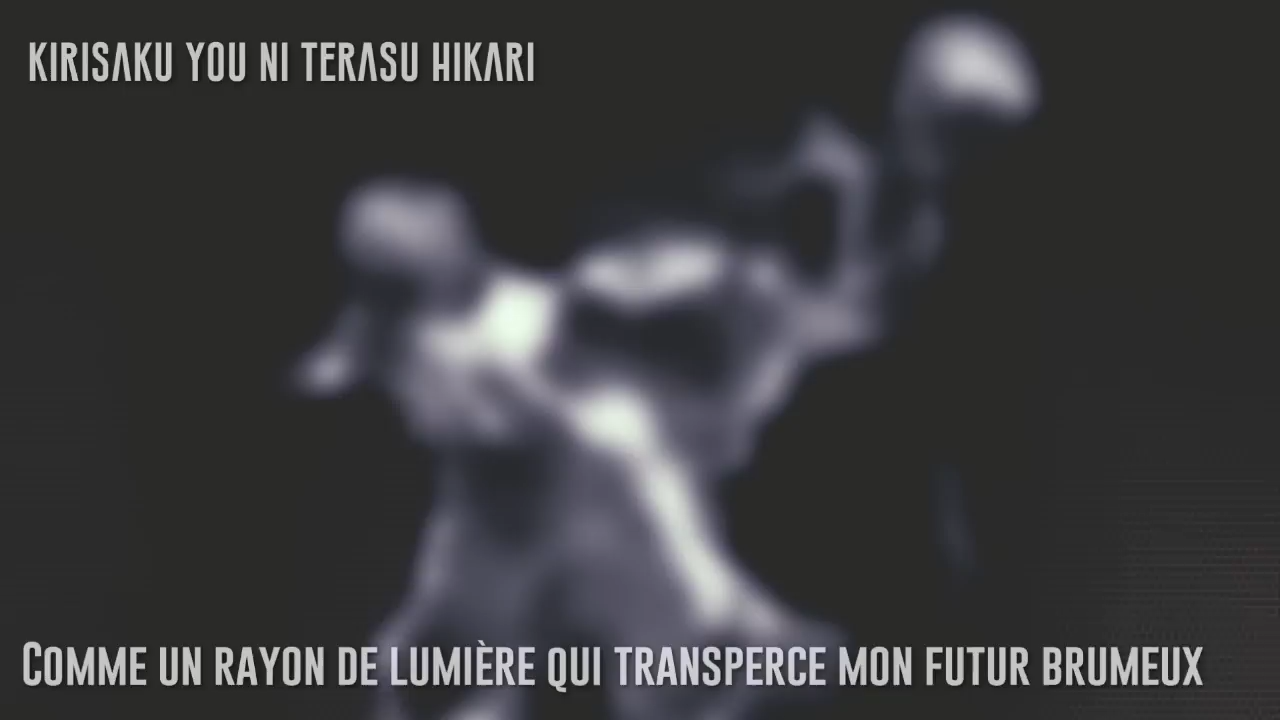 KIRISAKU YOU NI TERASU HIKARI
COMME UN RAYON DE LUMIÈRE QUI TRANSPERCE MON FUTUR BRUMEUX